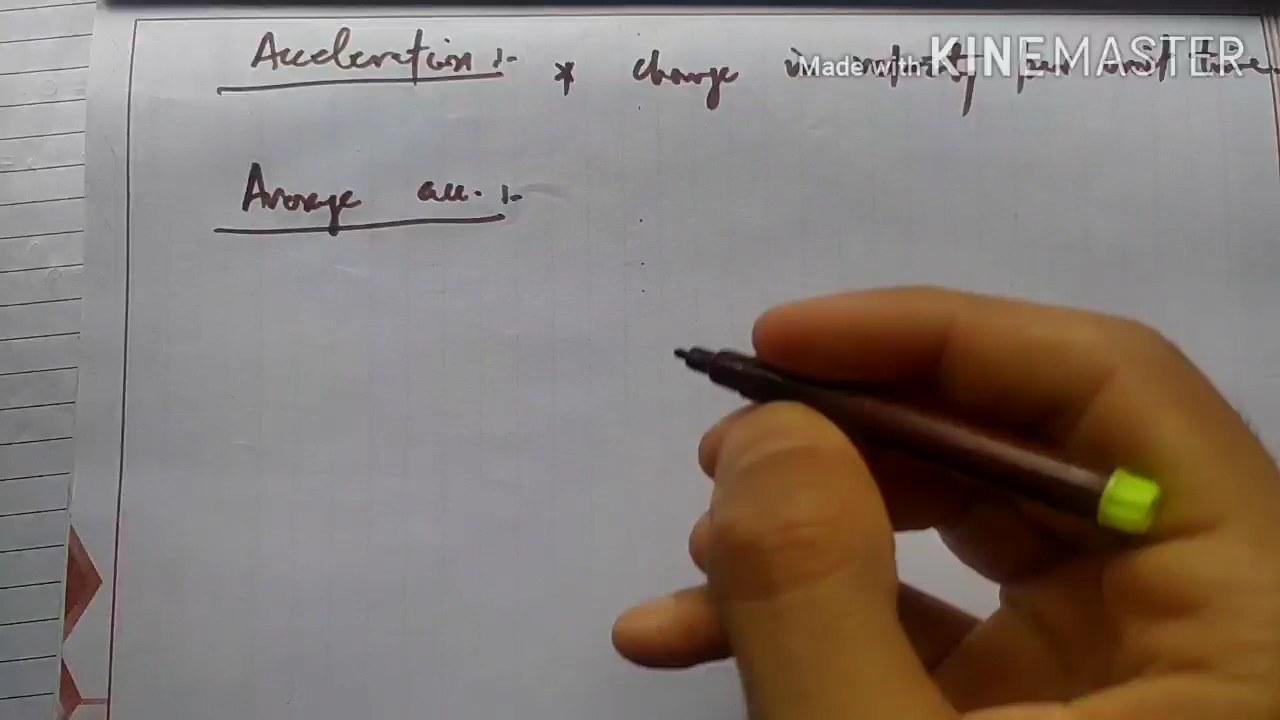 Acceleration :- * change in velocity per unit time.
Made with KINEMASTER
Average acc. :-